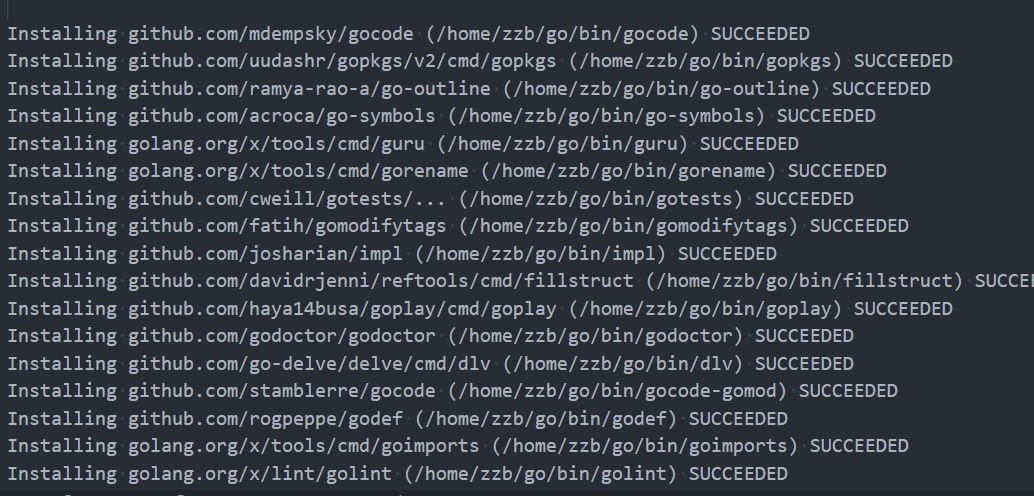 Installing github.com/mdempsky/gocode (/home/zzb/go/bin/gocode) SUCCEEDED
Installing github.com/uudashr/gopkgs/v2/cmd/gopkgs (/home/zzb/go/bin/gopkgs) SUCCEEDED
Installing github.com/ramya-rao-a/go-outline (/home/zzb/go/bin/go-outline) SUCCEEDED
Installing github.com/acroca/go-symbols (/home/zzb/go/bin/go-symbols) SUCCEEDED
Installing golang.org/x/tools/cmd/guru (/home/zzb/go/bin/guru) SUCCEEDED
Installing golang.org/x/tools/cmd/gorename (/home/zzb/go/bin/gorename) SUCCEEDED
Installing github.com/cweill/gotests/... (/home/zzb/go/bin/gotests) SUCCEEDED
Installing github.com/fatih/gomodifytags (/home/zzb/go/bin/gomodifytags) SUCCEEDED
Installing github.com/josharian/impl (/home/zzb/go/bin/impl) SUCCEEDED
Installing github.com/davidrjenni/reftools/cmd/fillstruct (/home/zzb/go/bin/fillstruct) SUCCE
Installing github.com/haya14busa/goplay/cmd/goplay (/home/zzb/go/bin/goplay) SUCCEEDED
Installing github.com/godoctor/godoctor (/home/zzb/go/bin/godoctor) SUCCEEDED
Installing github.com/go-delve/delve/cmd/dlv (/home/zzb/go/bin/dlv) SUCCEEDED
Installing github.com/stamblerre/gocode (/home/zzb/go/bin/gocode-gomod) SUCCEEDED
Installing github.com/rogpeppe/godef (/home/zzb/go/bin/godef) SUCCEEDED
Installing golang.org/x/tools/cmd/goimports (/home/zzb/go/bin/goimports) SUCCEEDED
Installing golang.org/x/lint/golint (/home/zzb/go/bin/golint) SUCCEEDED